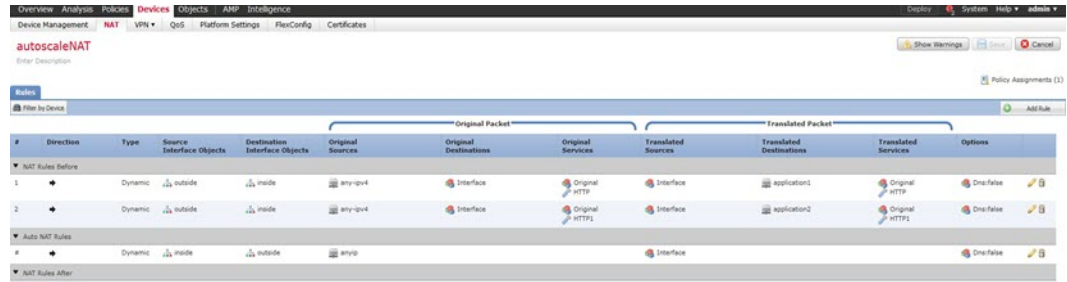 Overview Analysis Policies Devices Objects AMP Intelligence Deploy System Help ▾ admin ▾
Device Management NAT VPN ▾ QoS Platform Settings FlexConfig Certificates
autoscaleNAT Show Warnings Save Cancel
Enter Description
Policy Assignments (1)
Rules
Filter by Device Add Rule
Original Packet Translated Packet
# Direction Type Source Interface Objects Destination Interface Objects Original Sources Original Destinations Original Services Translated Sources Translated Destinations Translated Services Options
▼ NAT Rules Before
1 Dynamic outside inside any-ipv4 Interface Original HTTP Interface application1 Original HTTP Dns:false
2 Dynamic outside inside any-ipv4 Interface Original HTTP1 Interface application2 Original HTTP1 Dns:false
▼ Auto NAT Rules
# Dynamic inside outside anyip Interface Dns:false
▼ NAT Rules After